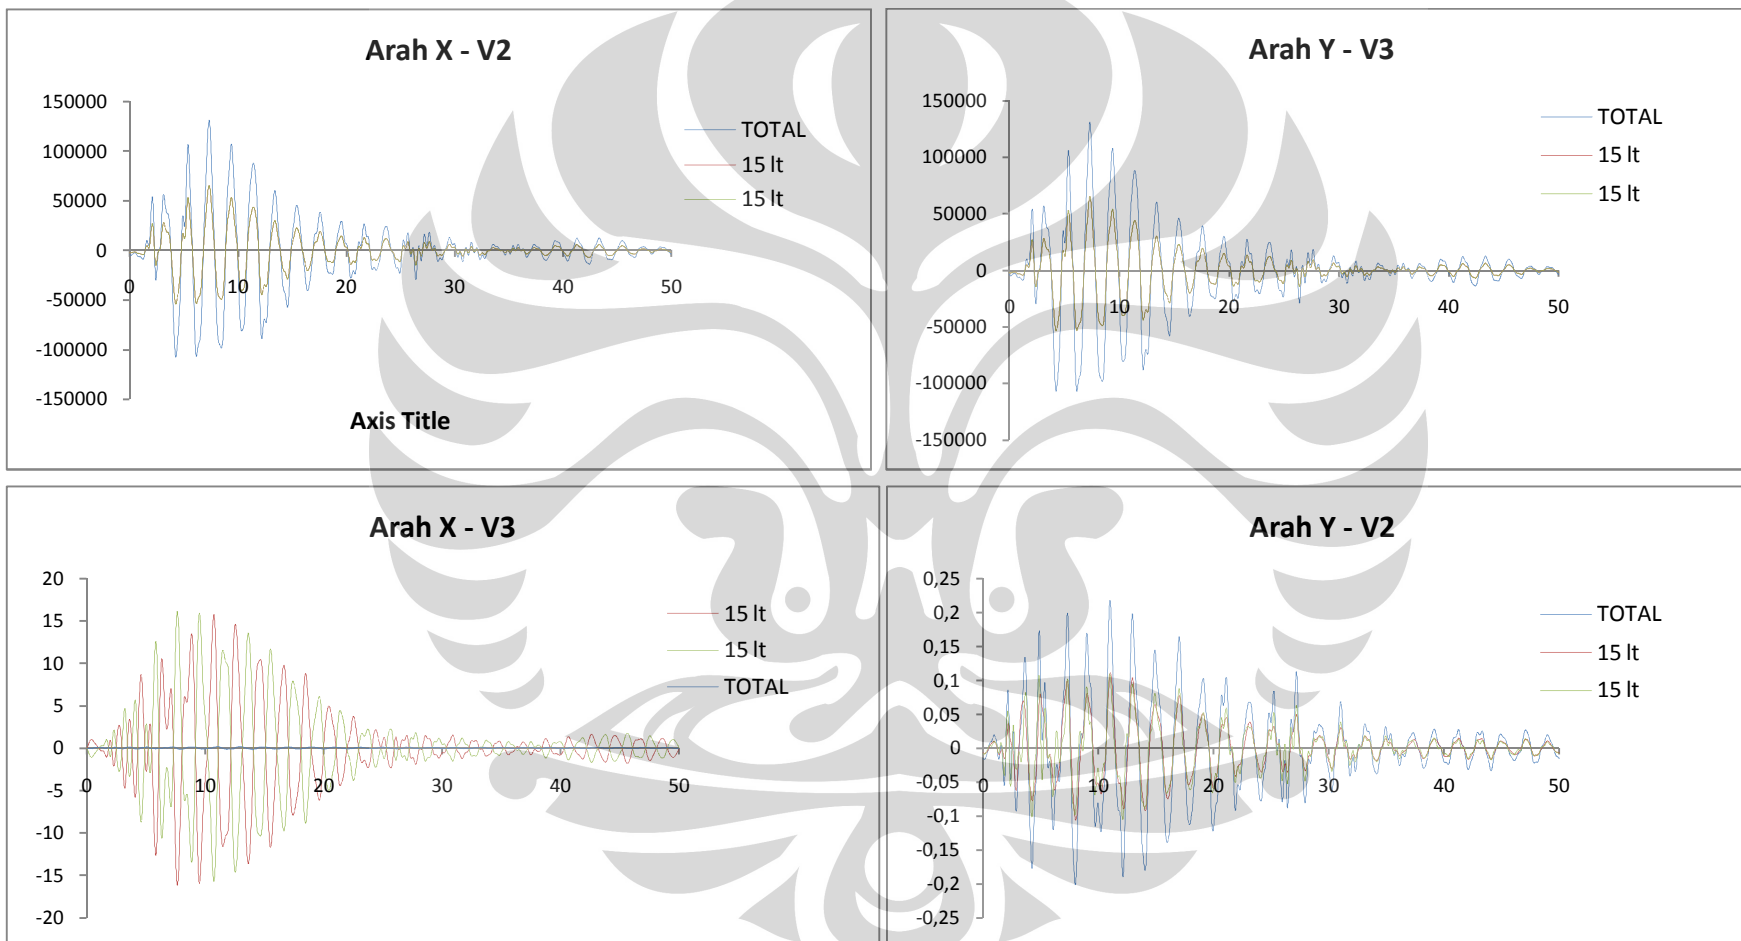 Arah X - V2
150000
100000
50000
0
-50000
-100000
-150000
0 10 20 30 40 50
Axis Title
TOTAL
15 lt
15 lt
Arah Y - V3
150000
100000
50000
0
-50000
-100000
-150000
0 10 20 30 40 50
TOTAL
15 lt
15 lt
Arah X - V3
20
15
10
5
0
-5
-10
-15
-20
0 10 20 30 40 50
15 lt
15 lt
TOTAL
Arah Y - V2
0,25
0,2
0,15
0,1
0,05
0
-0,05
-0,1
-0,15
-0,2
-0,25
0 10 20 30 40 50
TOTAL
15 lt
15 lt